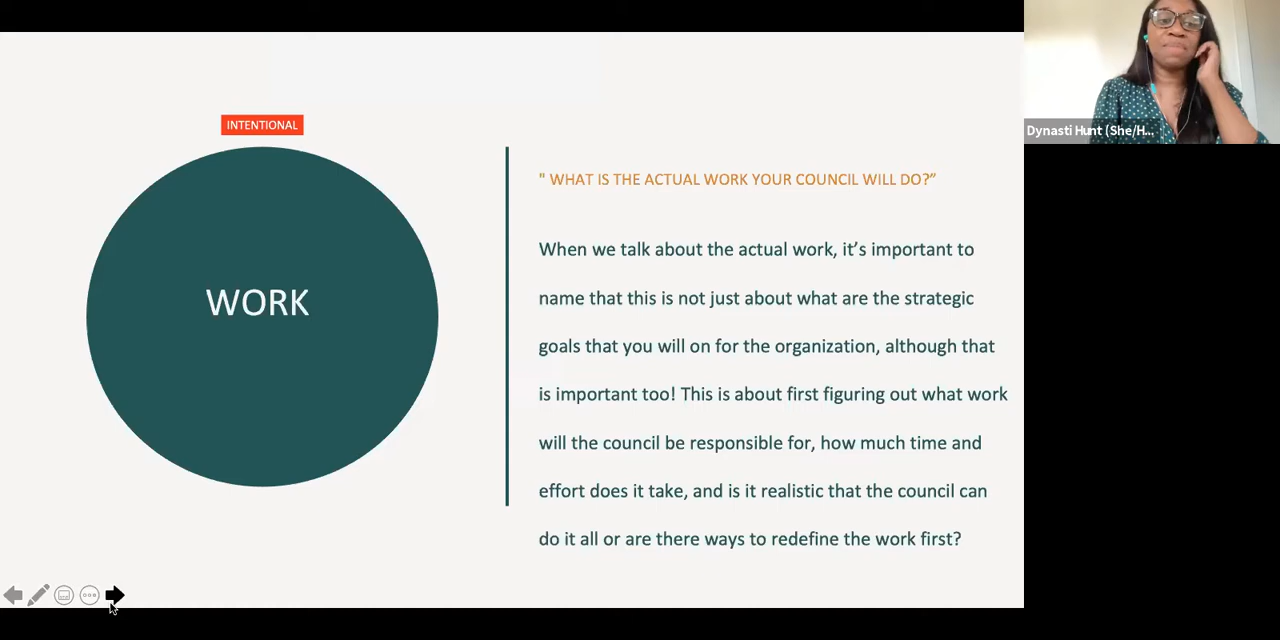 INTENTIONAL
WORK
" WHAT IS THE ACTUAL WORK YOUR COUNCIL WILL DO?”
When we talk about the actual work, it’s important to
name that this is not just about what are the strategic
goals that you will on for the organization, although that
is important too! This is about first figuring out what work
will the council be responsible for, how much time and
effort does it take, and is it realistic that the council can
do it all or are there ways to redefine the work first?
Dynasti Hunt (She/H...